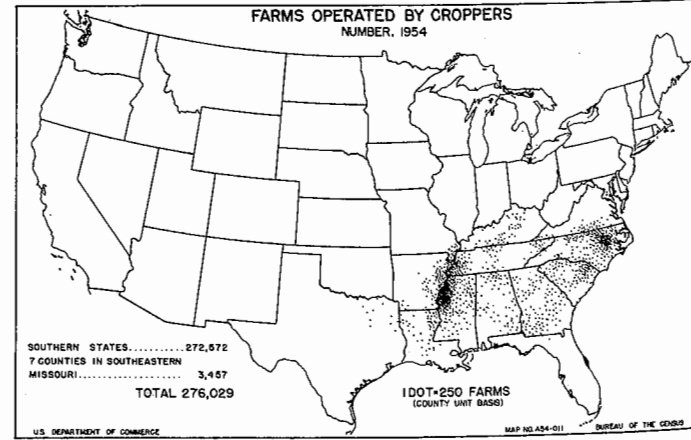 FARMS OPERATED BY CROPPERS
NUMBER, 1954
SOUTHERN STATES...........272,572
7 COUNTIES IN SOUTHEASTERN
MISSOURI.................... 3,457
TOTAL 276,029
1 DOT=250 FARMS
(COUNTY UNIT BASIS)
U.S. DEPARTMENT OF COMMERCE
MAP NO. A54-011
BUREAU OF THE CENSUS